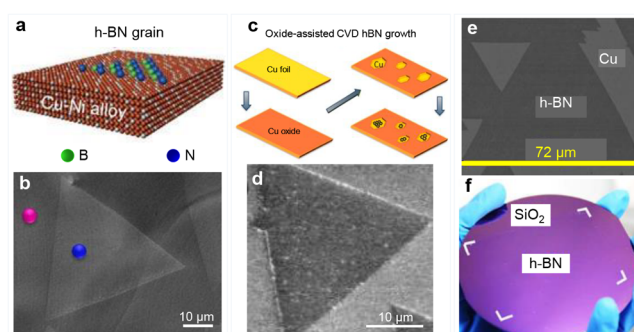 a
h-BN grain
Cu-Ni alloy
B
N
b
10 µm
c
Oxide-assisted CVD hBN growth
Cu foil
Cu
Cu oxide
d
10 µm
e
Cu
h-BN
72 µm
f
SiO₂
h-BN